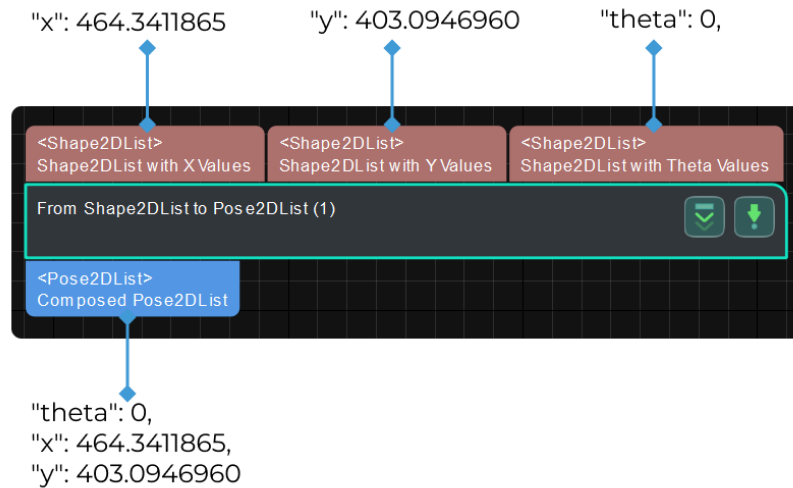 "x": 464.3411865
"y": 403.0946960
"theta": 0,
<Shape2DList>
Shape2DList with X Values
<Shape2DList>
Shape2DList with Y Values
<Shape2DList>
Shape2DList with Theta Values
From Shape2DList to Pose2DList (1)
<Pose2DList>
Composed Pose2DList
"theta": 0,
"x": 464.3411865,
"y": 403.0946960